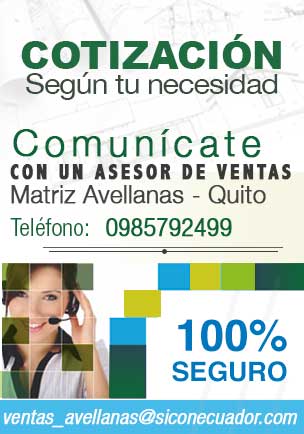 COTIZACIÓN
Según tu necesidad
Comunícate
CON UN ASESOR DE VENTAS
Matriz Avellanas - Quito
Teléfono: 0985792499
100%
SEGURO
ventas_avellanas@siconecuador.com